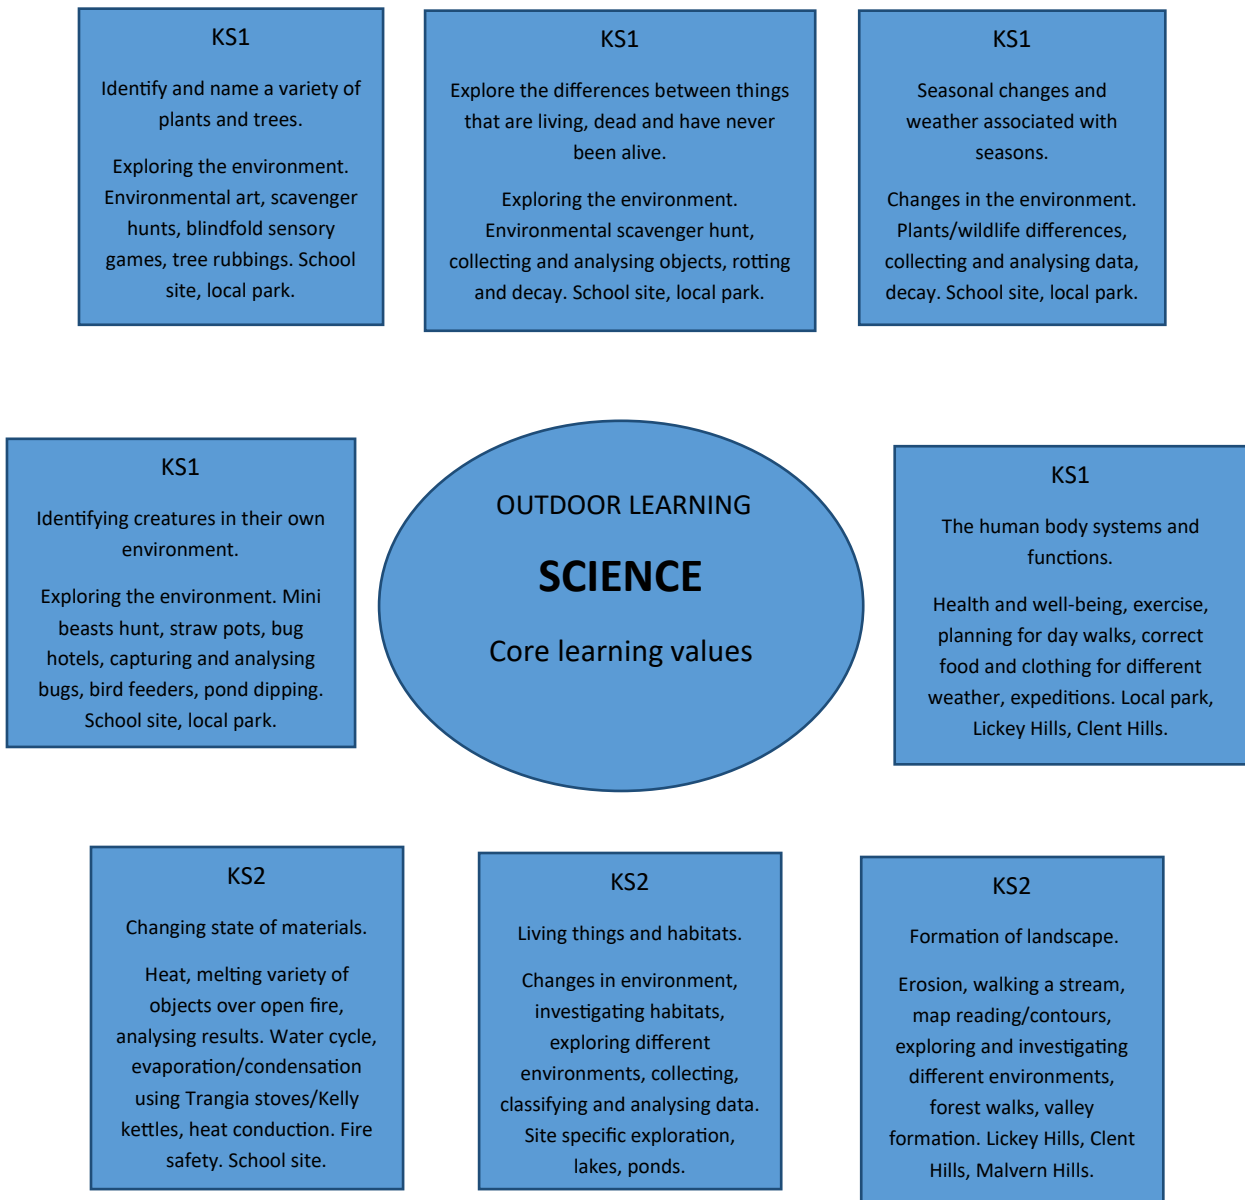 KS1
Identify and name a variety of
plants and trees.
Exploring the environment.
Environmental art, scavenger
hunts, blindfold sensory
games, tree rubbings. School
site, local park.
KS1
Explore the differences between things
that are living, dead and have never
been alive.
Exploring the environment.
Environmental scavenger hunt,
collecting and analysing objects, rotting
and decay. School site, local park.
KS1
Seasonal changes and
weather associated with
seasons.
Changes in the environment.
Plants/wildlife differences,
collecting and analysing data,
decay. School site, local park.
KS1
Identifying creatures in their own
environment.
Exploring the environment. Mini
beasts hunt, straw pots, bug
hotels, capturing and analysing
bugs, bird feeders, pond dipping.
School site, local park.
OUTDOOR LEARNING
SCIENCE
Core learning values
KS1
The human body systems and
functions.
Health and well-being, exercise,
planning for day walks, correct
food and clothing for different
weather, expeditions. Local park,
Lickey Hills, Clent Hills.
KS2
Changing state of materials.
Heat, melting variety of
objects over open fire,
analysing results. Water cycle,
evaporation/condensation
using Trangia stoves/Kelly
kettles, heat conduction. Fire
safety. School site.
KS2
Living things and habitats.
Changes in environment,
investigating habitats,
exploring different
environments, collecting,
classifying and analysing data.
Site specific exploration,
lakes, ponds.
KS2
Formation of landscape.
Erosion, walking a stream,
map reading/contours,
exploring and investigating
different environments,
forest walks, valley
formation. Lickey Hills, Clent
Hills, Malvern Hills.